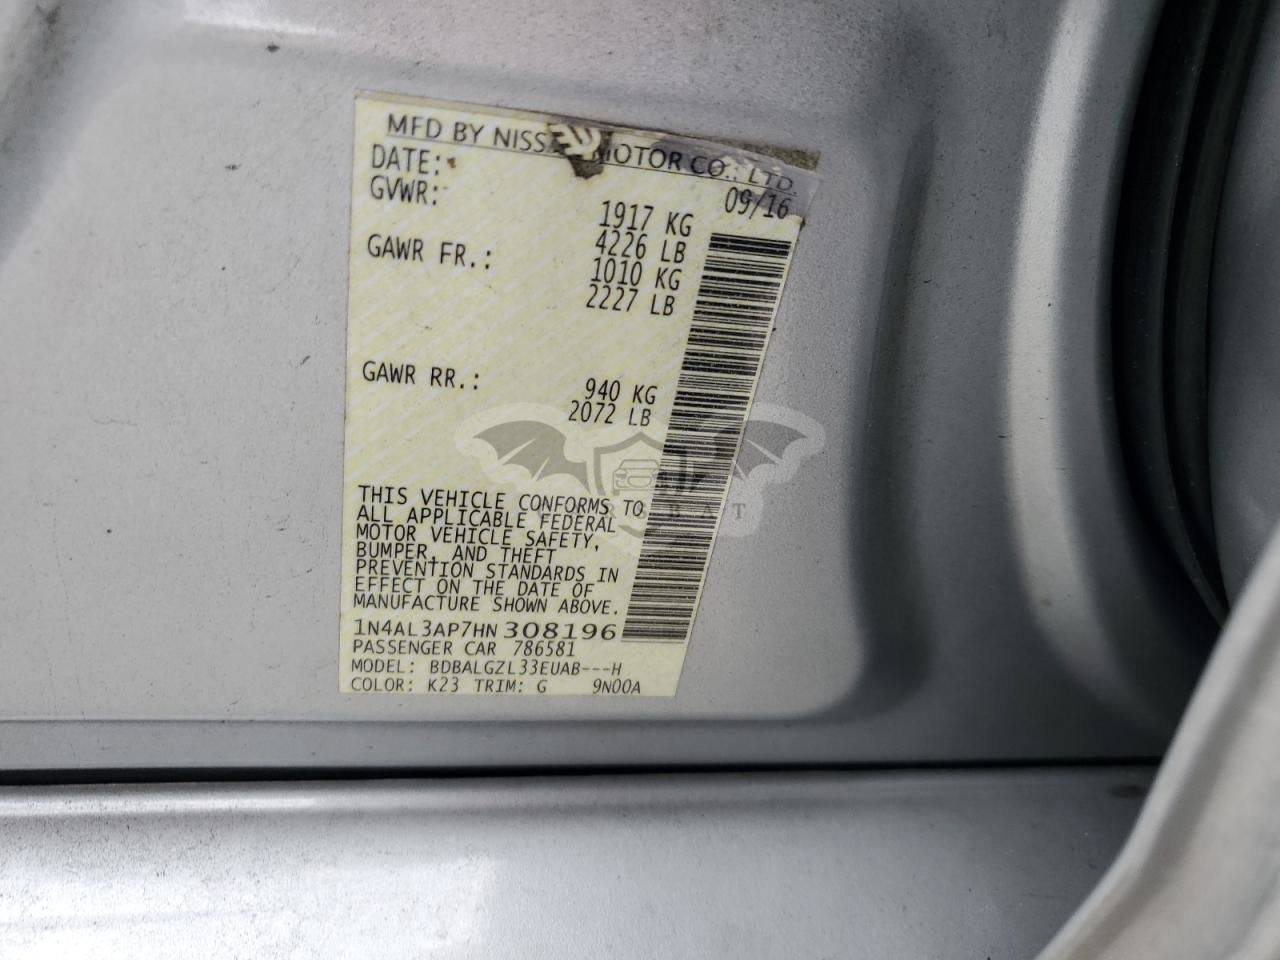 MFD BY NISS MOTOR CO., LTD.
DATE: 09/16
GVWR: 1917 KG
4226 LB
GAWR FR.: 1010 KG
2227 LB
GAWR RR.: 940 KG
2072 LB
THIS VEHICLE CONFORMS TO
ALL APPLICABLE FEDERAL
MOTOR VEHICLE SAFETY,
BUMPER, AND THEFT
PREVENTION STANDARDS IN
EFFECT ON THE DATE OF
MANUFACTURE SHOWN ABOVE.
1N4AL3AP7HN308196
PASSENGER CAR 786581
MODEL: BDBALGZL33EUAB---H
COLOR: K23 TRIM: G 9N00A